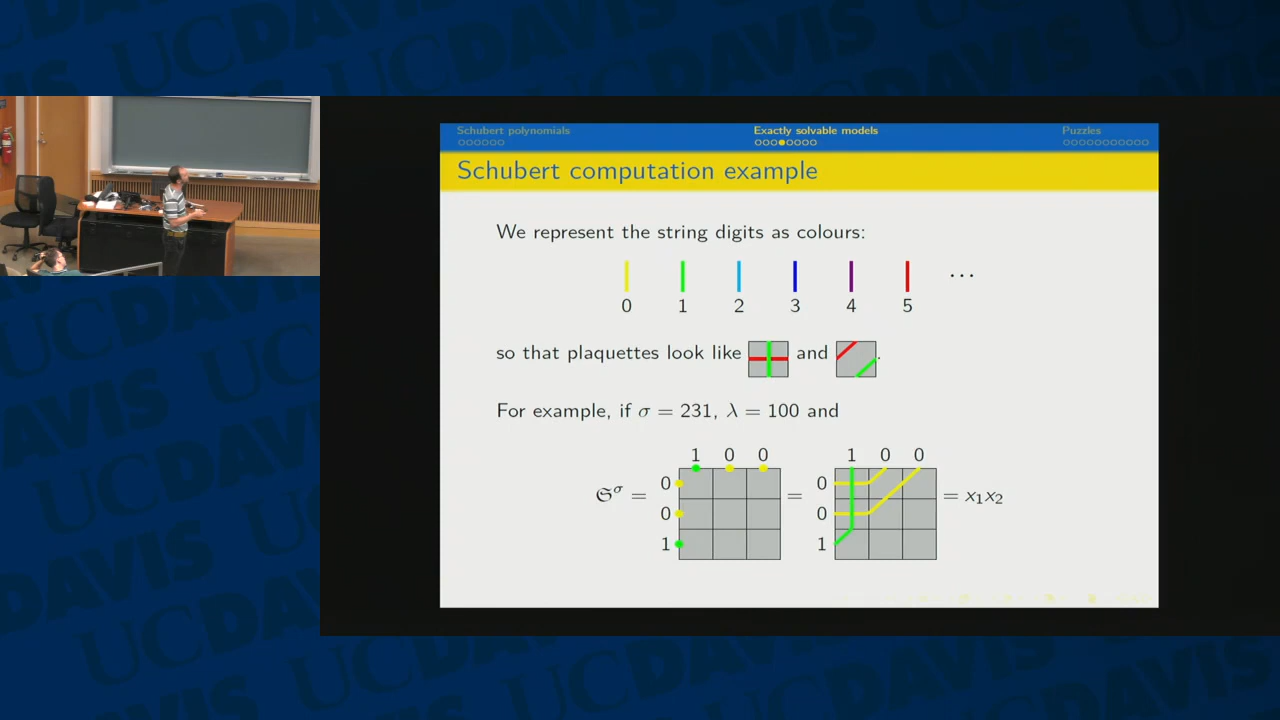 UCDAVIS
Schubert polynomials
Exactly solvable models
Puzzles
Schubert computation example
We represent the string digits as colours:
0 1 2 3 4 5 ...
so that plaquettes look like and .
For example, if σ = 231, λ = 100 and
1 0 0 1 0 0
0 0
𝔖^σ = 0 = 0 = x₁x₂
1 1